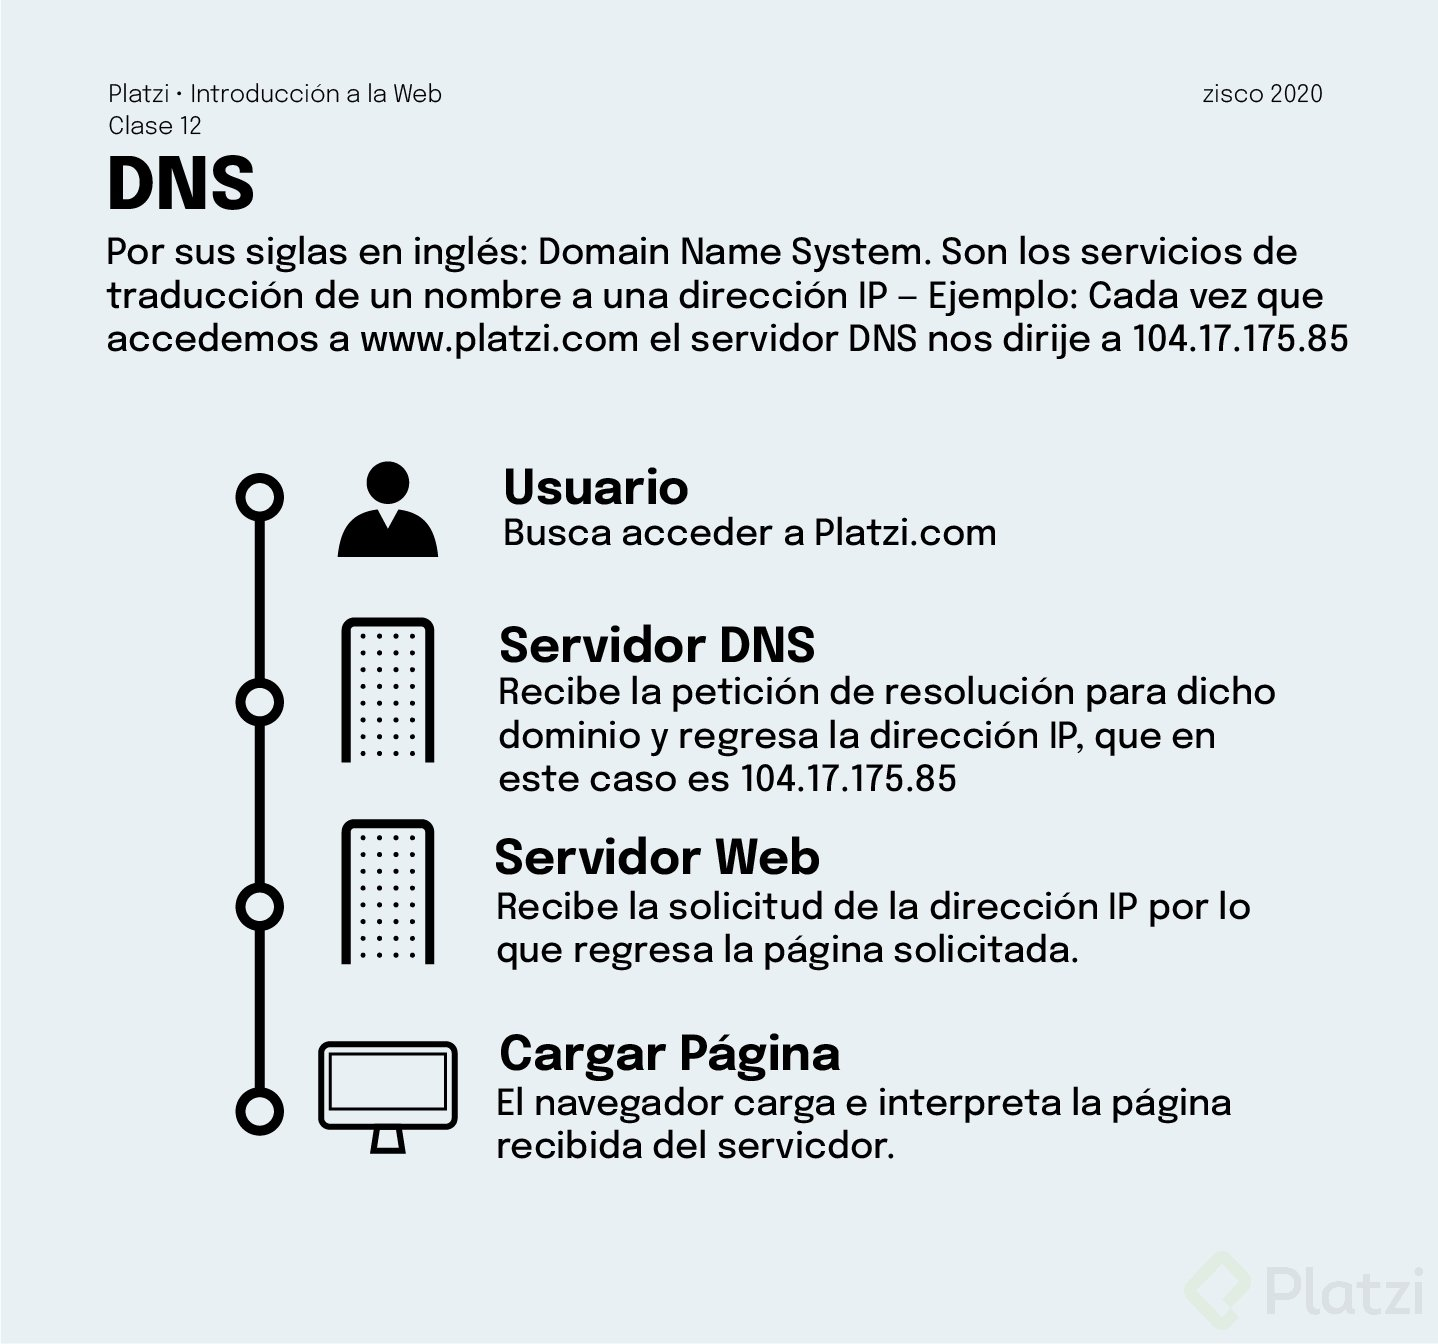 Platzi • Introducción a la Web
zisco 2020
Clase 12
DNS
Por sus siglas en inglés: Domain Name System. Son los servicios de
traducción de un nombre a una dirección IP – Ejemplo: Cada vez que
accedemos a www.platzi.com el servidor DNS nos dirije a 104.17.175.85
Usuario
Busca acceder a Platzi.com
Servidor DNS
Recibe la petición de resolución para dicho
dominio y regresa la dirección IP, que en
este caso es 104.17.175.85
Servidor Web
Recibe la solicitud de la dirección IP por lo
que regresa la página solicitada.
Cargar Página
El navegador carga e interpreta la página
recibida del servicdor.
Platzi